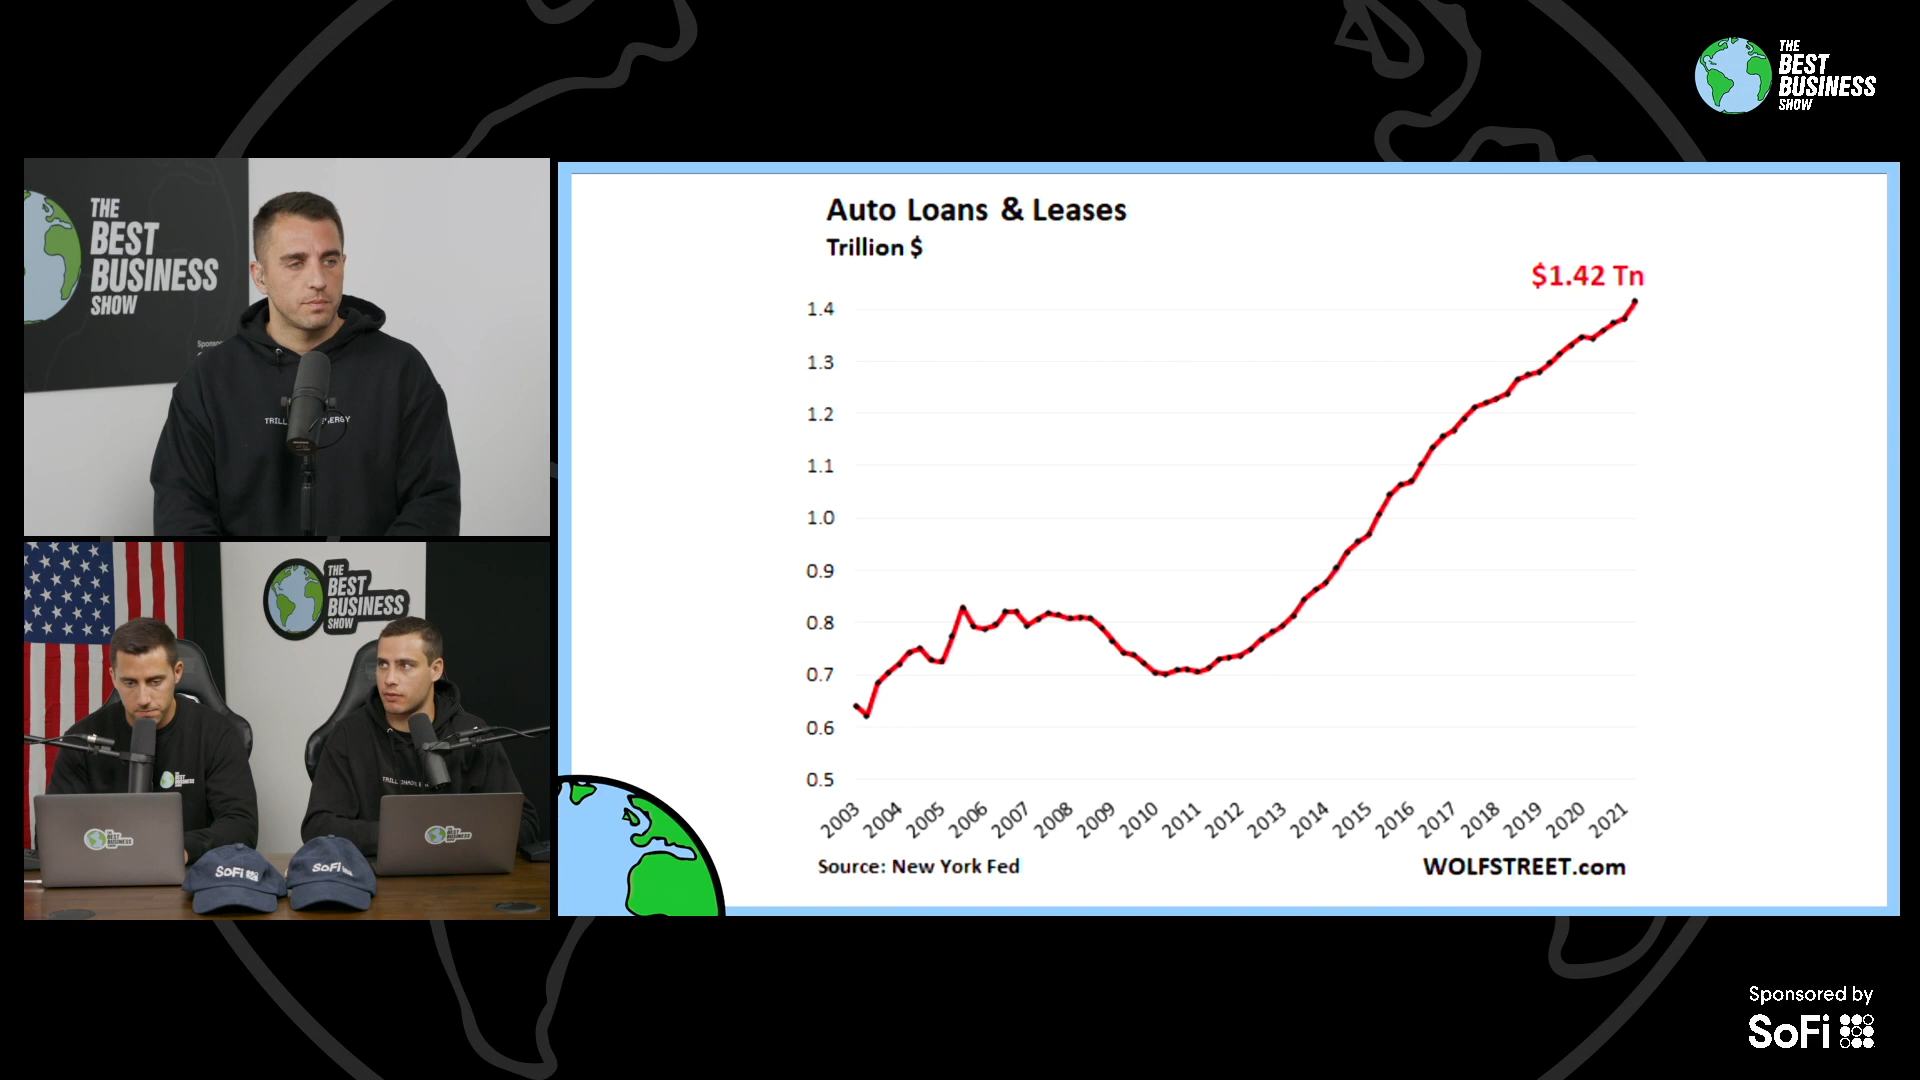 THE
BEST
BUSINESS
SHOW
THE
BEST
BUSINESS
SHOW
TRILL
THE
BEST
BUSINESS
SHOW
SoFi
SoFi
Auto Loans & Leases
Trillion $
$1.42 Tn
1.4
1.3
1.2
1.1
1.0
0.9
0.8
0.7
0.6
0.5
2003 2004 2005 2006 2007 2008 2009 2010 2011 2012 2013 2014 2015 2016 2017 2018 2019 2020 2021
Source: New York Fed WOLFSTREET.com
Sponsored by
SoFi